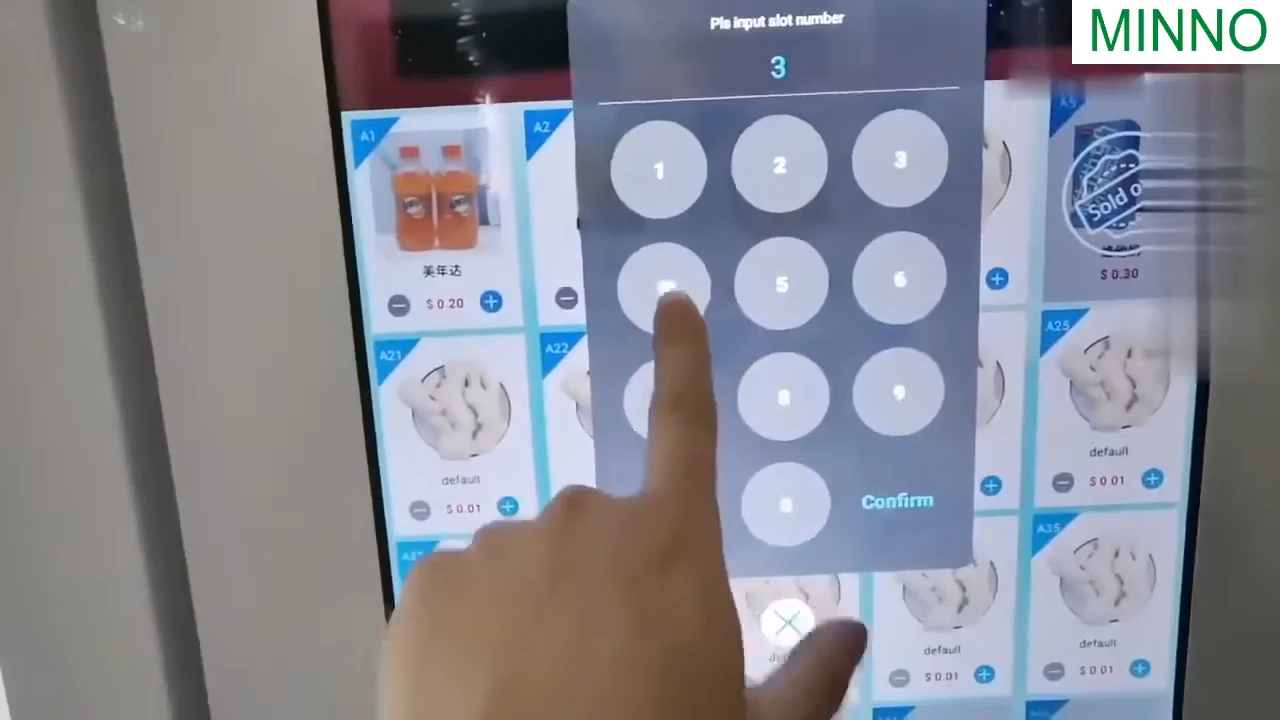 MINNO
Pls input slot number
3
A1
A2
A5
1
2
3
Sold o
美年达
$ 0.20
$ 0.30
5
6
A21
A22
A25
8
9
default
$ 0.01
default
$ 0.01
0
Confirm
A35
default
$ 0.01
default
$ 0.01